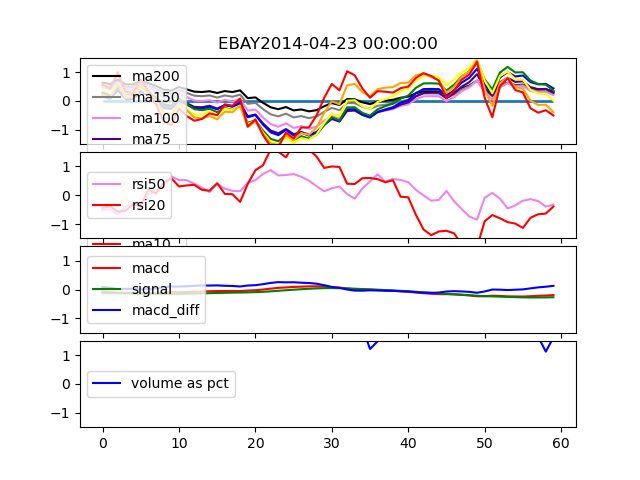 EBAY2014-04-23 00:00:00
1
0
−1
ma200
ma150
ma100
ma75
1
0
−1
rsi50
rsi20
ma10
1
0
−1
macd
signal
macd_diff
1
0
−1
volume as pct
0 10 20 30 40 50 60